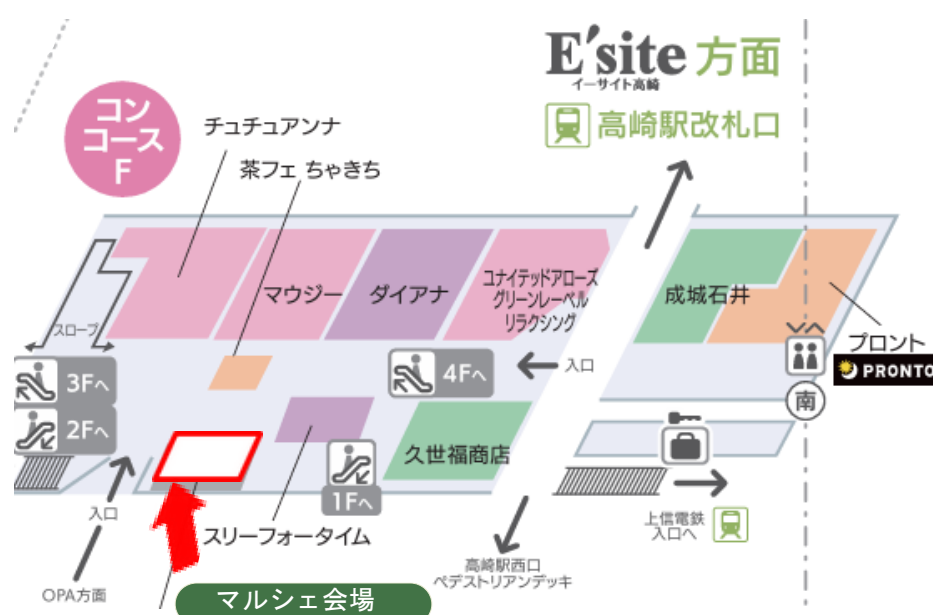 E'site 方面
イーサイト高崎
高崎駅改札口
コン
コース
F
チュチュアンナ
茶フェ ちゃきち
マウジー
ダイアナ
ユナイテッドアローズ
グリーンレーベル
リラクシング
成城石井
スロープ
プロント
PRONTO
3Fへ
4Fへ
入口
2Fへ
南
久世福商店
1Fへ
入口
スリーフォータイム
上信電鉄
入口へ
高崎駅西口
ペデストリアンデッキ
OPA方面
マルシェ会場